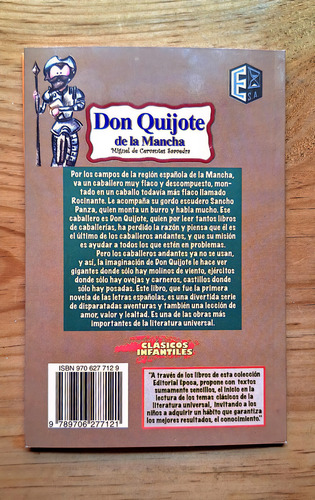 E
SA
Don Quijote
de la Mancha
Miguel de Cervantes Saavedra
Por los campos de la región española de la Mancha,
va un caballero muy flaco y descompuesto, mon-
tado en un caballo todavía más flaco llamado
Rocinante. Le acompaña su gordo escudero Sancho
Panza, quien monta un burro y habla mucho. Ese
caballero es Don Quijote, quien por leer tantos libros
de caballerías, ha perdido la razón y piensa que él es
el último de los caballeros andantes, y que su misión
es ayudar a todos los que estén en problemas.
Pero los caballeros andantes ya no se usan,
y así, la imaginación de Don Quijote le hace ver
gigantes donde sólo hay molinos de viento, ejércitos
donde sólo hay ovejas y carneros, castillos donde
sólo hay posadas. Este libro, que fue la primera
novela de las letras españolas, es una divertida serie
de disparatadas aventuras y también una lección de
amor, valor y lealtad. Es una de las obras más
importantes de la literatura universal.
CLASICOS
INFANTILES
ISBN 970 627 712 9
9 789706 277121
"A través de los libros de esta colección
Editorial Epoca, propone con textos
sumamente sencillos, el inicio en la
lectura de los temas clásicos de la
literatura universal, invitando a los
niños a adquirir un hábito que garantiza
los mejores resultados, el conocimiento."